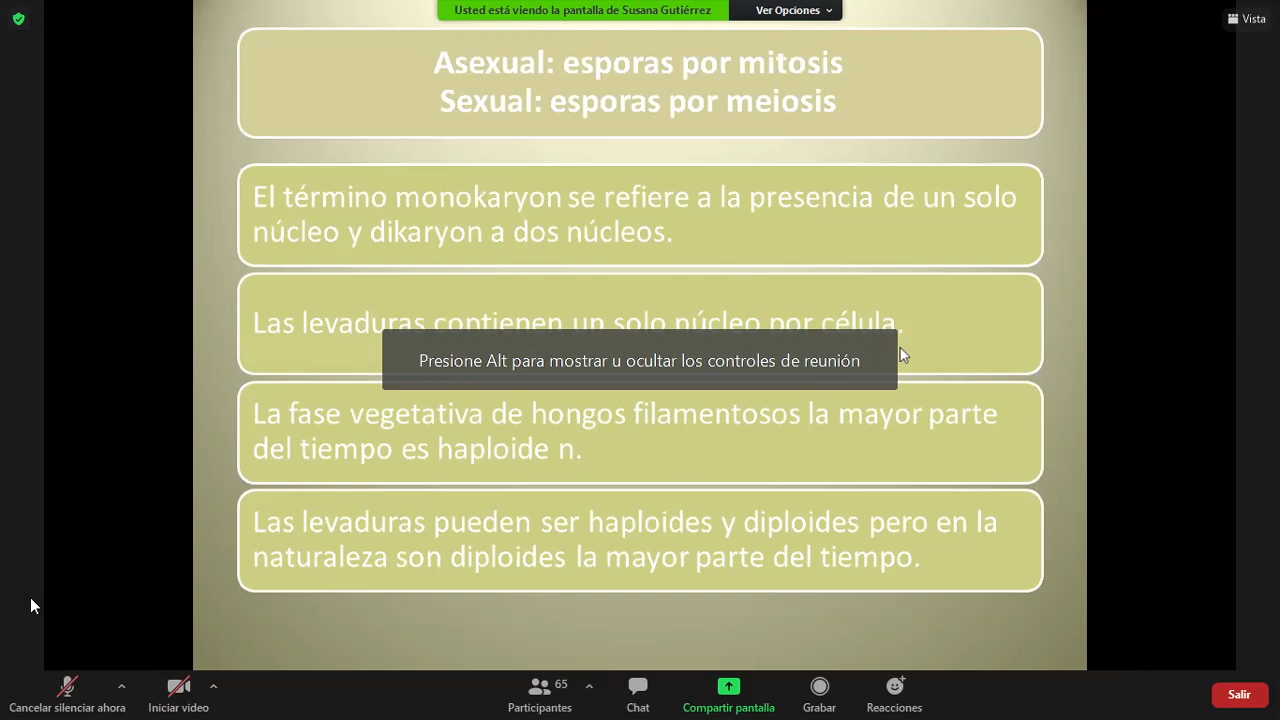 Usted está viendo la pantalla de Susana Gutiérrez
Ver Opciones
Vista
Asexual: esporas por mitosis
Sexual: esporas por meiosis
El término monokaryon se refiere a la presencia de un solo
núcleo y dikaryon a dos núcleos.
Las levaduras contienen un solo núcleo por célula.
Presione Alt para mostrar u ocultar los controles de reunión
La fase vegetativa de hongos filamentosos la mayor parte
del tiempo es haploide n.
Las levaduras pueden ser haploides y diploides pero en la
naturaleza son diploides la mayor parte del tiempo.
65
Cancelar silenciar ahora
Iniciar video
Participantes
Chat
Compartir pantalla
Grabar
Reacciones
Salir